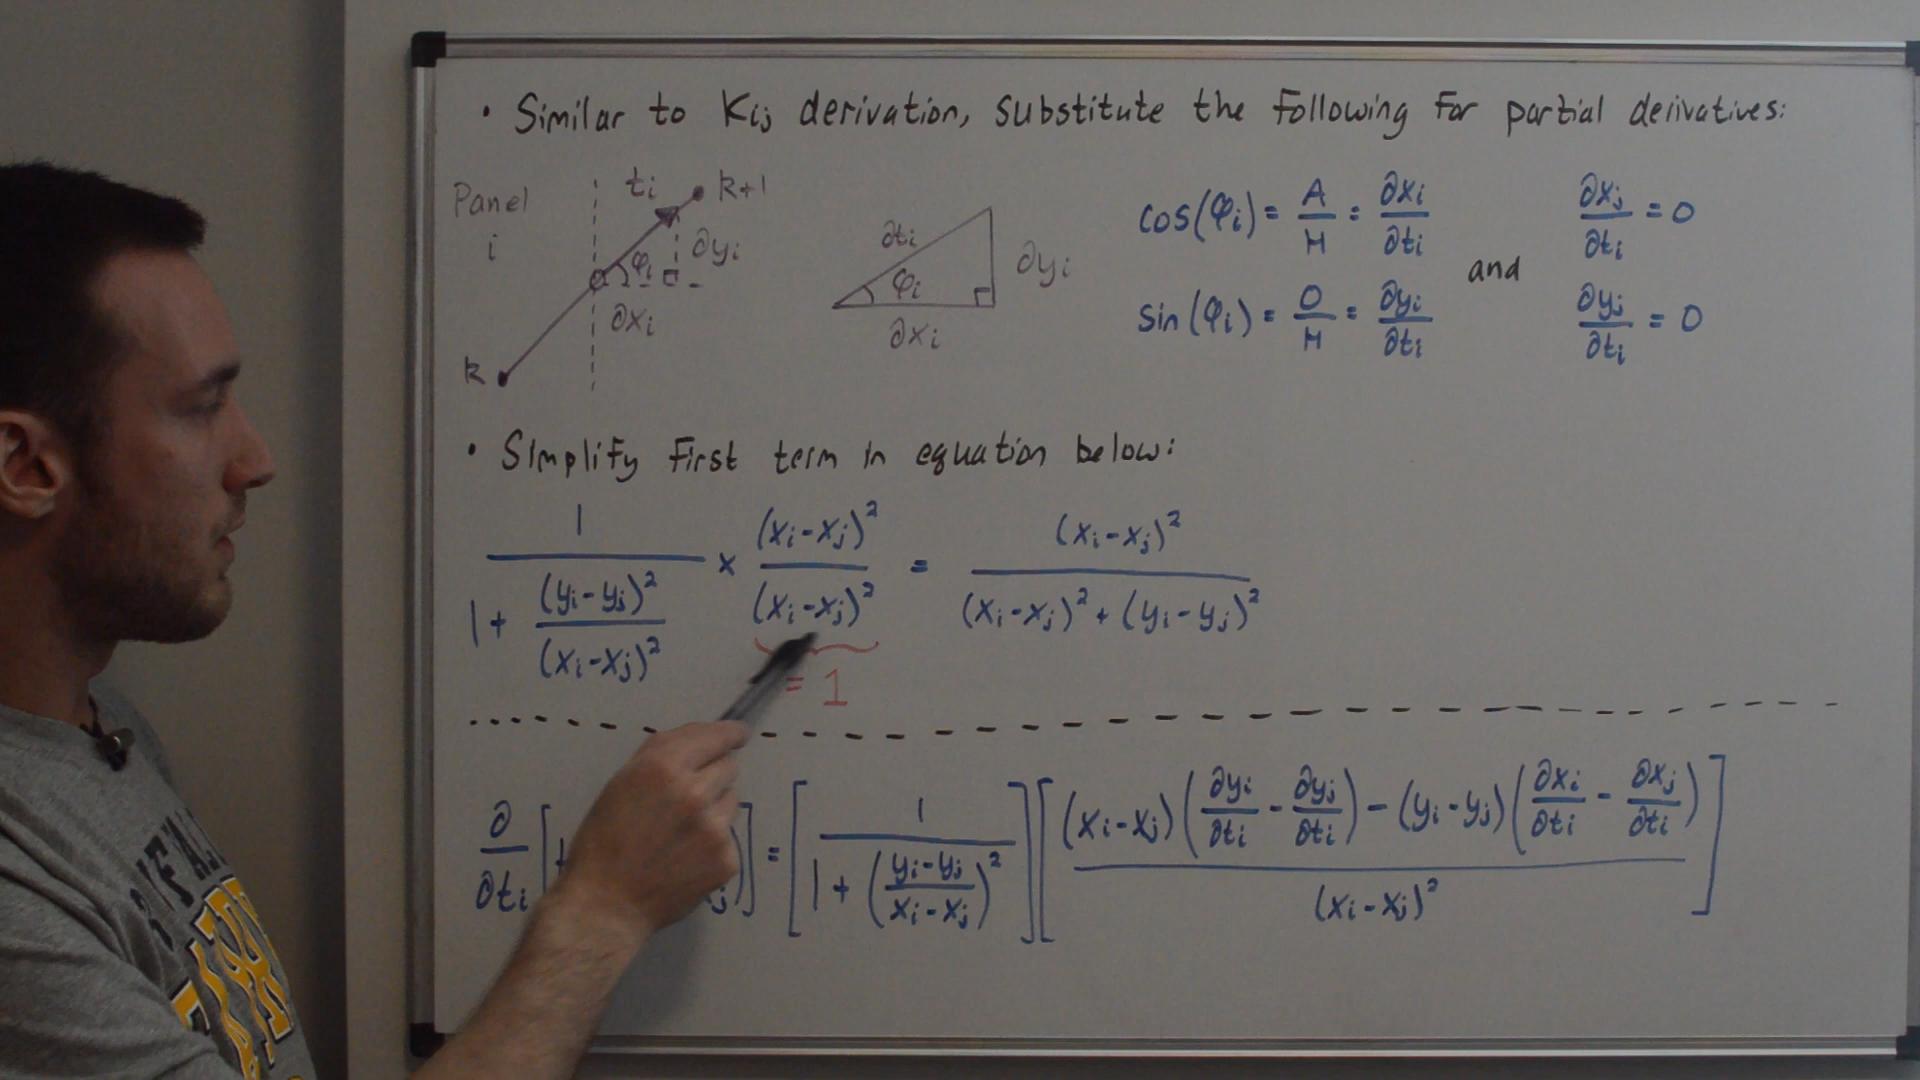 • Similar to Kij derivation, substitute the following for partial derivatives:
Panel i
ti
k+1
∂yi
φi
∂xi
k
∂ti
φi
∂yi
∂xi
cos(φi) = A/H = ∂xi/∂ti
sin(φi) = O/H = ∂yi/∂ti
and
∂xj/∂ti = 0
∂yj/∂ti = 0
• Simplify first term in equation below:
1/(1 + (yi-yj)²/(xi-xj)²) × (xi-xj)²/(xi-xj)² = (xi-xj)²/((xi-xj)² + (yi-yj)²)
= 1
∂/∂ti [ ] = [1/(1 + ((yi-yj)/(xi-xj))²)] [((xi-xj)(∂yi/∂ti - ∂yj/∂ti) - (yi-yj)(∂xi/∂ti - ∂xj/∂ti))/(xi-xj)²]